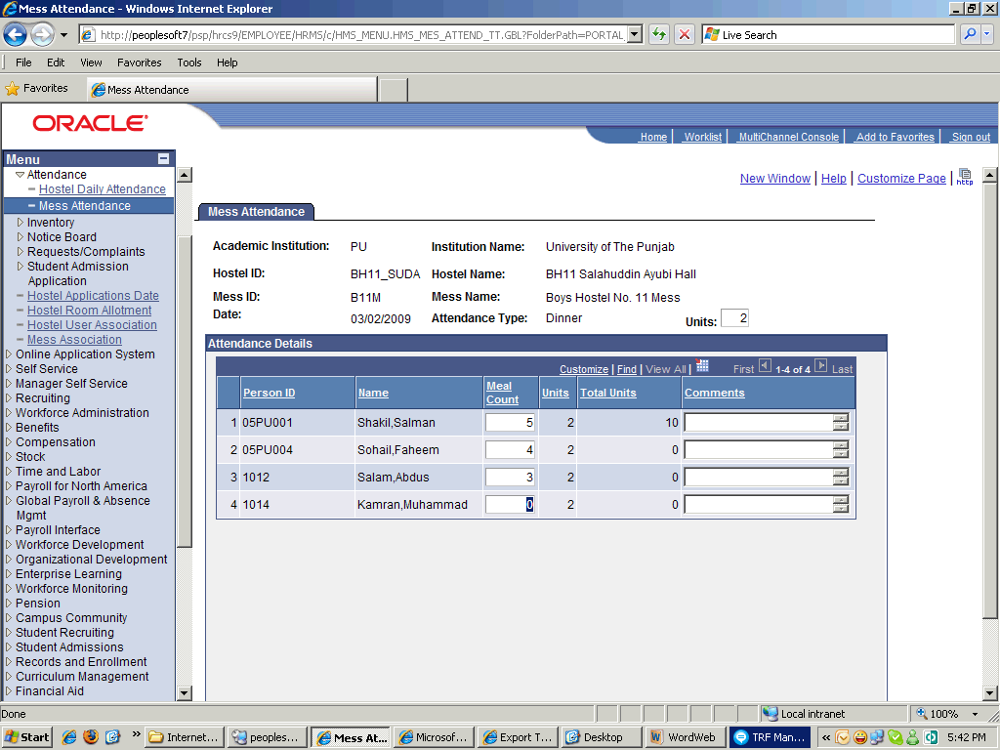 Mess Attendance - Windows Internet Explorer
http://peoplesoft7/psp/hrcs9/EMPLOYEE/HRMS/c/HMS_MENU.HMS_MES_ATTEND_TT.GBL?FolderPath=PORTAL
Live Search
File Edit View Favorites Tools Help
Favorites Mess Attendance
ORACLE
Home Worklist MultiChannel Console Add to Favorites Sign out
Menu
Attendance
Hostel Daily Attendance
Mess Attendance
Inventory
Notice Board
Requests/Complaints
Student Admission
Application
Hostel Applications Date
Hostel Room Allotment
Hostel User Association
Mess Association
Online Application System
Self Service
Manager Self Service
Recruiting
Workforce Administration
Benefits
Compensation
Stock
Time and Labor
Payroll for North America
Global Payroll & Absence
Mgmt
Payroll Interface
Workforce Development
Organizational Development
Enterprise Learning
Workforce Monitoring
Pension
Campus Community
Student Recruiting
Student Admissions
Records and Enrollment
Curriculum Management
Financial Aid
New Window | Help | Customize Page | http
Mess Attendance
Academic Institution: PU Institution Name: University of The Punjab
Hostel ID: BH11_SUDA Hostel Name: BH11 Salahuddin Ayubi Hall
Mess ID: B11M Mess Name: Boys Hostel No. 11 Mess
Date: 03/02/2009 Attendance Type: Dinner Units: 2
Attendance Details
Customize | Find | View All | First 1-4 of 4 Last
Person ID Name Meal Count Units Total Units Comments
1 05PU001 Shakil,Salman 5 2 10
2 05PU004 Sohail,Faheem 4 2 0
3 1012 Salam,Abdus 3 2 0
4 1014 Kamran,Muhammad 0 2 0
Done Local intranet 100%
Start » Internet... peoples... Mess At... Microsof... Export T... Desktop WordWeb TRF Man... « 5:42 PM